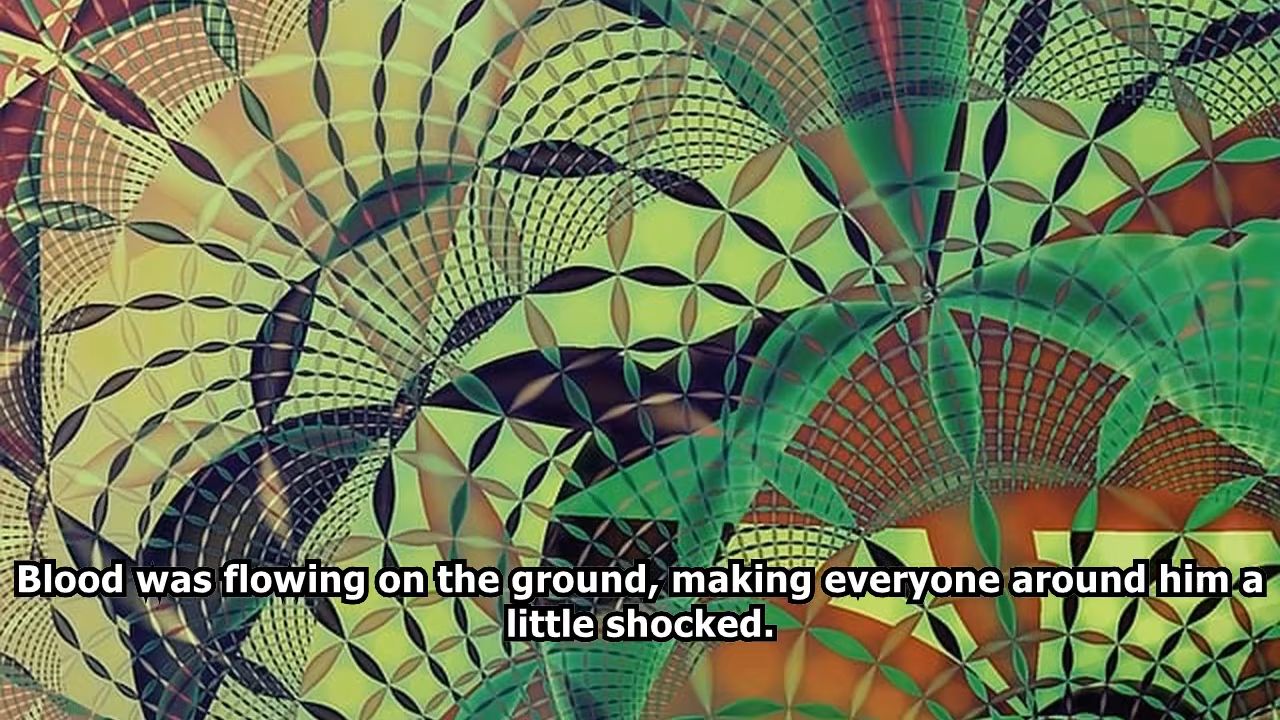 Blood was flowing on the ground, making everyone around him a
little shocked.